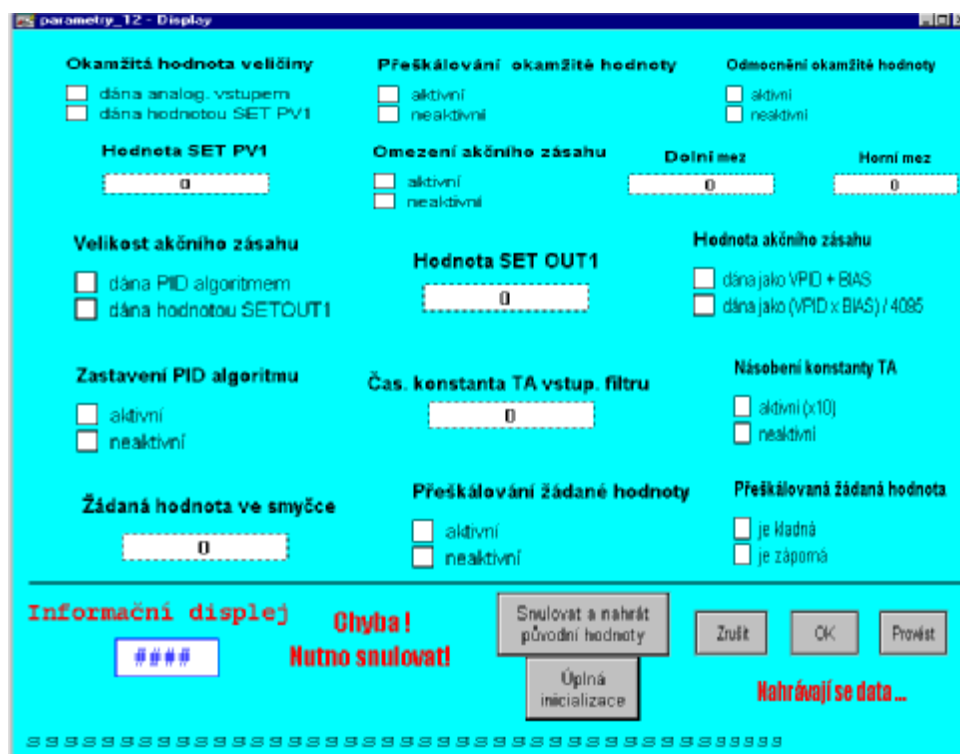 parametry_12 - Display
Okamžitá hodnota veličiny
dána analog. vstupem
dána hodnotou SET PV1
Přeškálování okamžité hodnoty
aktivní
neaktivní
Odmocnění okamžité hodnoty
aktivní
neaktivní
Hodnota SET PV1
0
Omezení akčního zásahu
aktivní
neaktivní
Dolní mez
0
Horní mez
0
Velikost akčního zásahu
dána PID algoritmem
dána hodnotou SETOUT1
Hodnota SET OUT1
0
Hodnota akčního zásahu
dána jako VPID + BIAS
dána jako (VPID x BIAS) / 4095
Zastavení PID algoritmu
aktivní
neaktivní
Čas. konstanta TA vstup. filtru
0
Násobení konstanty TA
aktivní (x10)
neaktivní
Žádaná hodnota ve smyčce
0
Přeškálování žádané hodnoty
aktivní
neaktivní
Přeškálovaná žádaná hodnota
je kladná
je záporná
Informační displej
####
Chyba !
Nutno snulovat!
Snulovat a nahrát
původní hodnoty
Úplná
inicializace
Zrušit
OK
Provést
Nahrávají se data ...